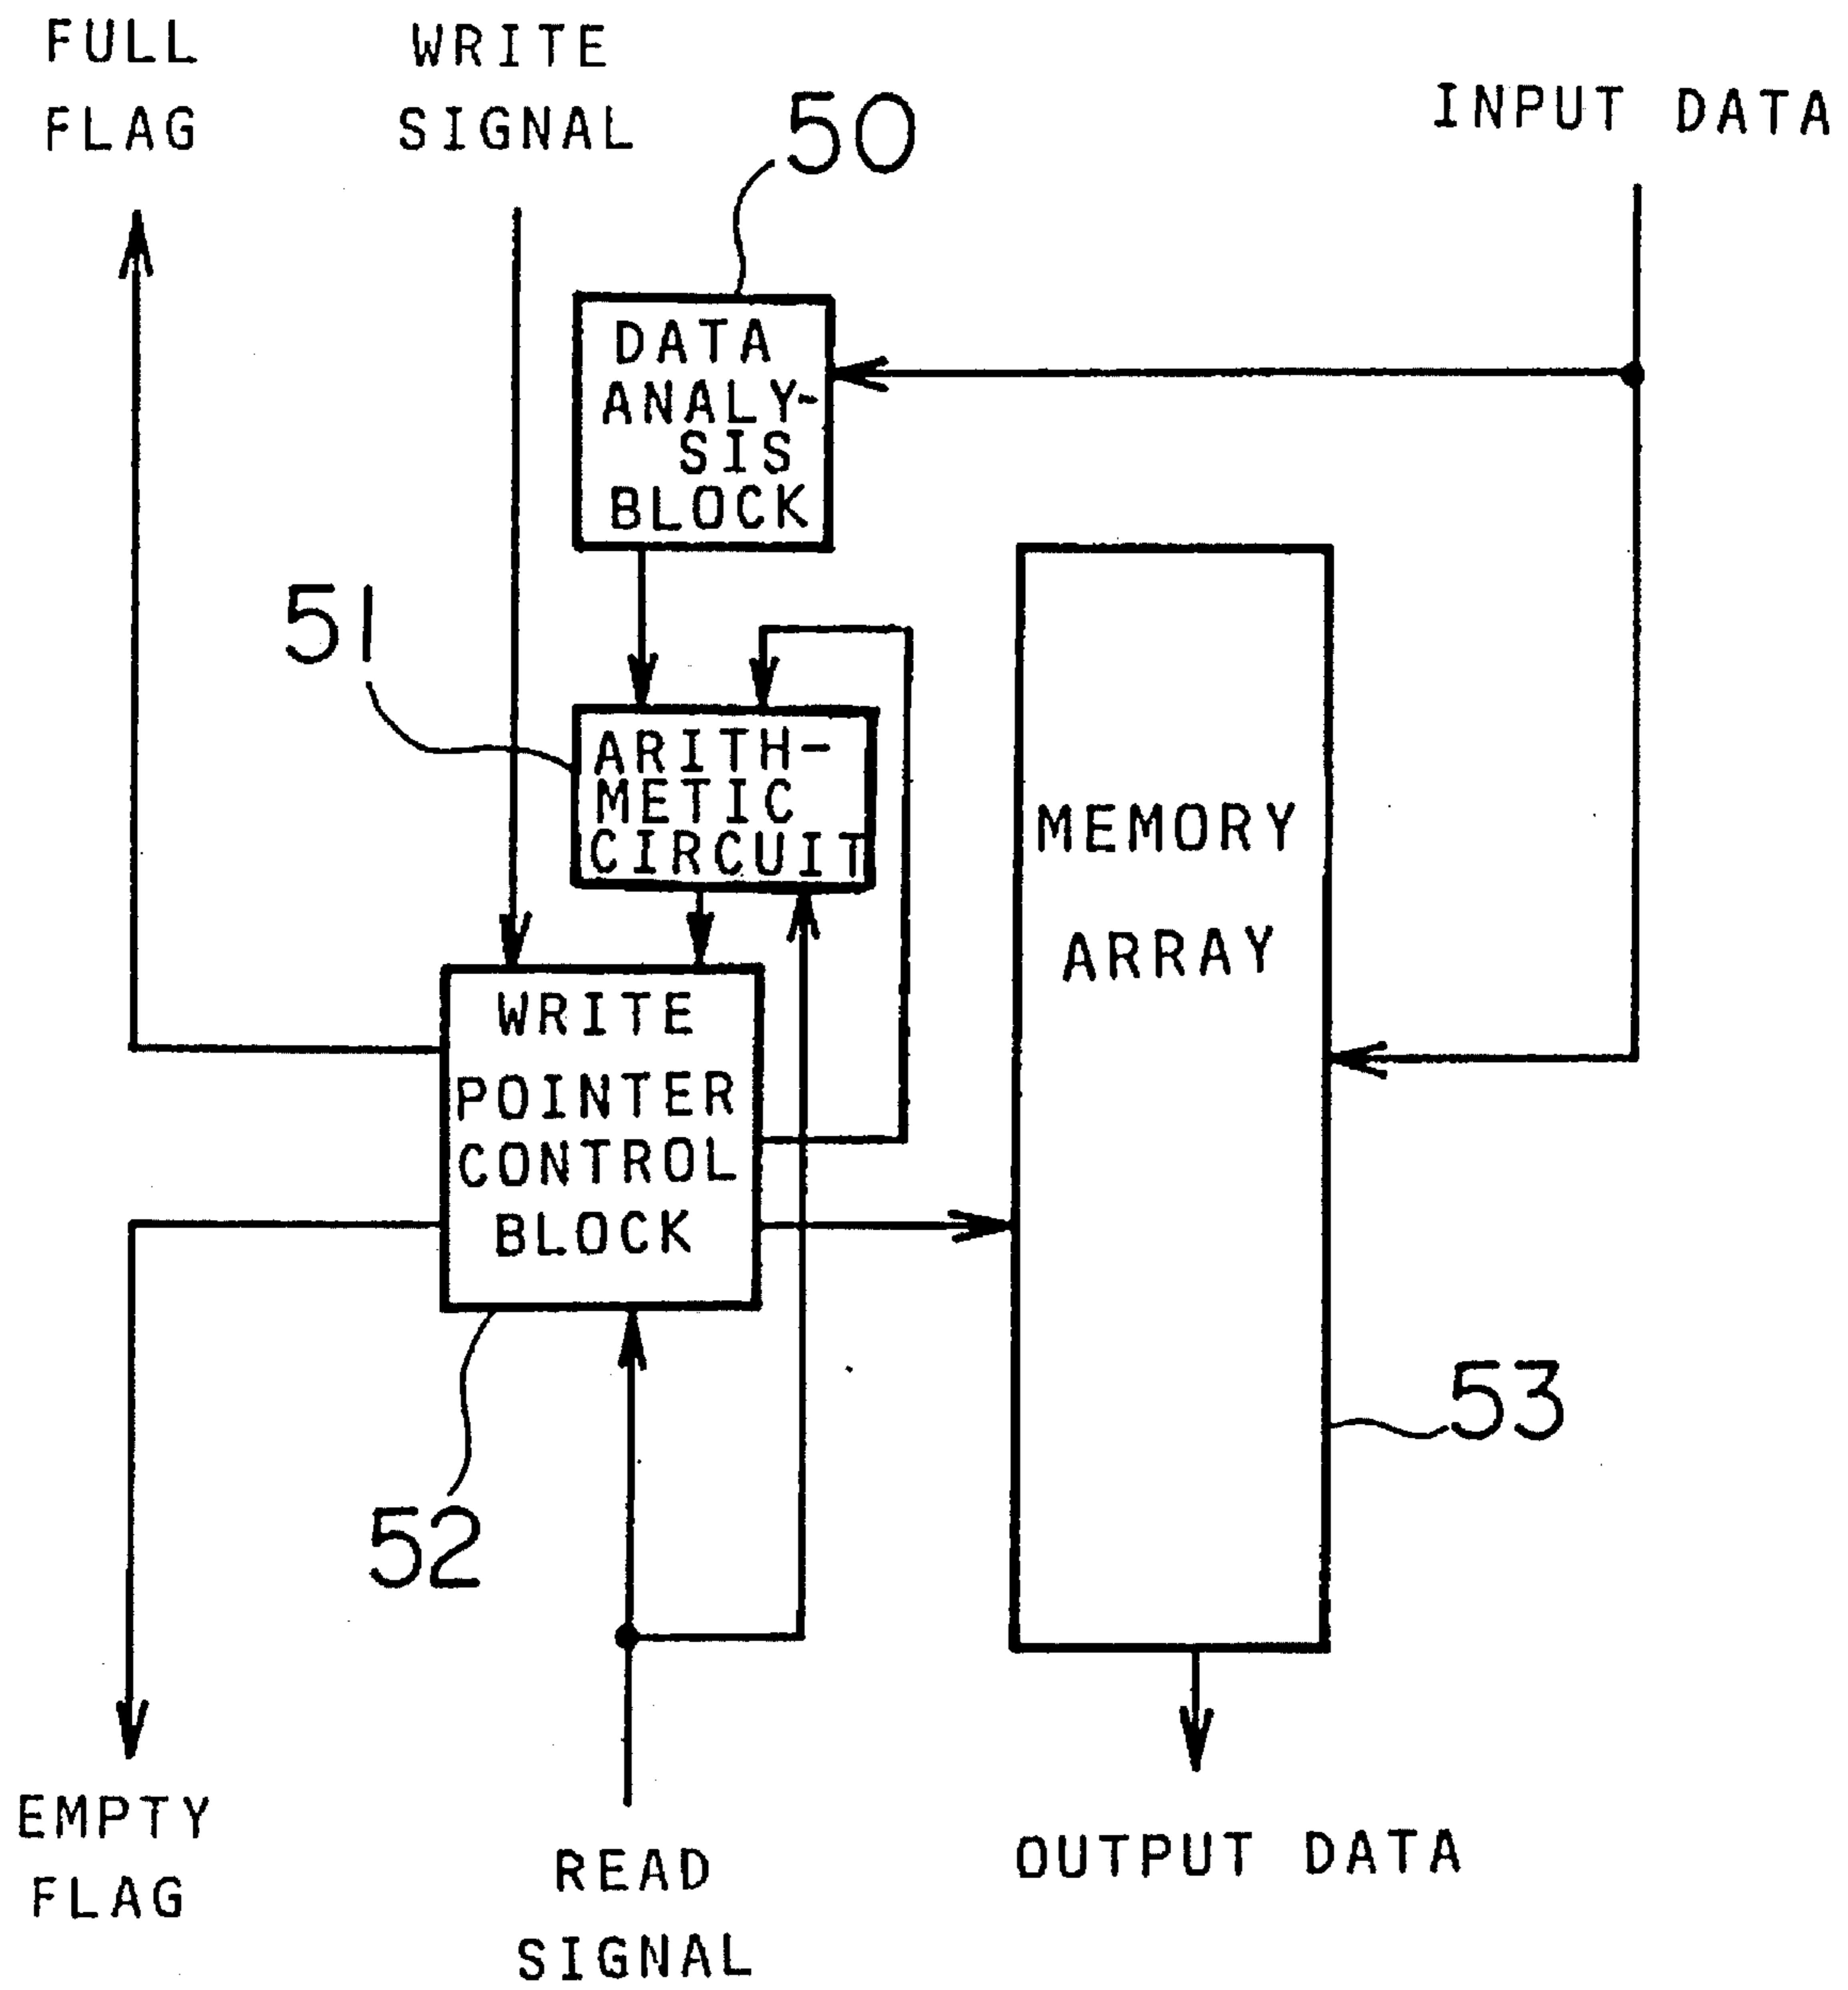 FULL
FLAG
WRITE
SIGNAL
50
INPUT DATA
DATA
ANALY-
SIS
BLOCK
51
ARITH-
METIC
CIRCUIT
MEMORY
ARRAY
WRITE
POINTER
CONTROL
BLOCK
53
52
EMPTY
FLAG
READ
SIGNAL
OUTPUT DATA